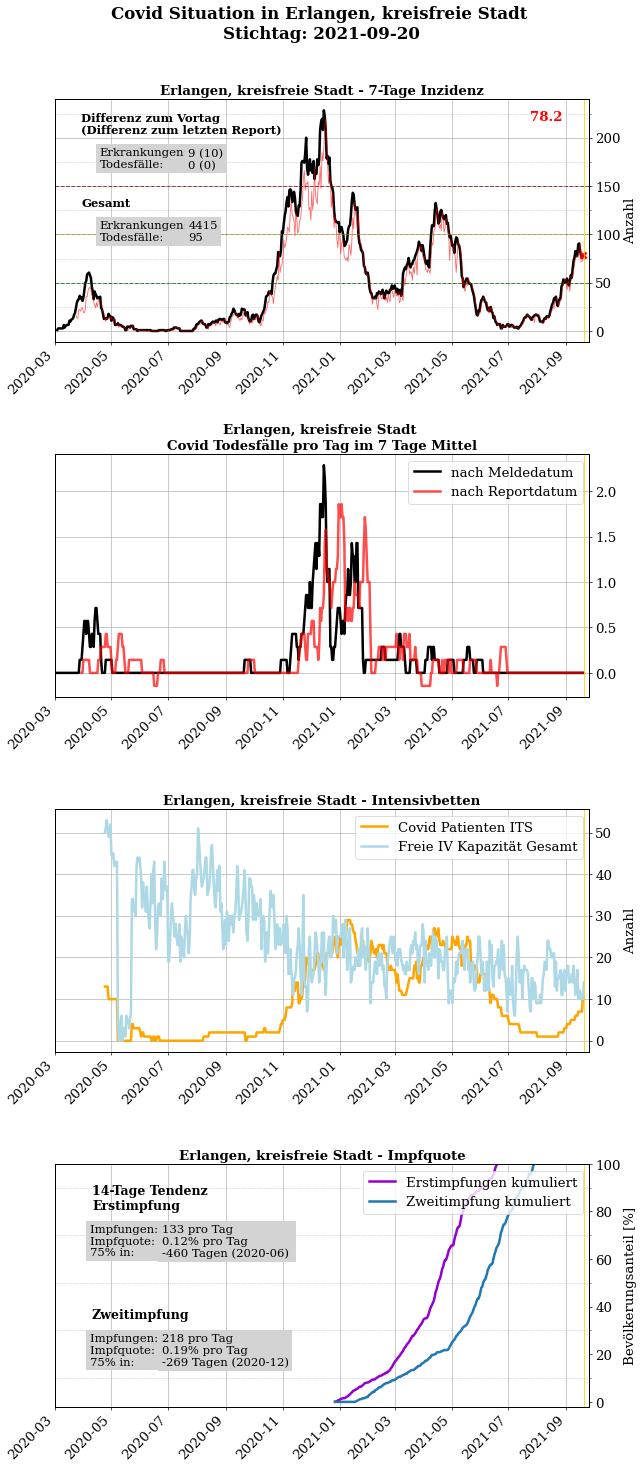 Covid Situation in Erlangen, kreisfreie Stadt
Stichtag: 2021-09-20
Erlangen, kreisfreie Stadt - 7-Tage Inzidenz
Differenz zum Vortag
(Differenz zum letzten Report)
78.2
Erkrankungen 9 (10)
Todesfälle: 0 (0)
Gesamt
Erkrankungen 4415
Todesfälle: 95
200
150
100
50
0
Anzahl
2020-03 2020-05 2020-07 2020-09 2020-11 2021-01 2021-03 2021-05 2021-07 2021-09
Erlangen, kreisfreie Stadt
Covid Todesfälle pro Tag im 7 Tage Mittel
nach Meldedatum
nach Reportdatum
2.0
1.5
1.0
0.5
0.0
2020-03 2020-05 2020-07 2020-09 2020-11 2021-01 2021-03 2021-05 2021-07 2021-09
Erlangen, kreisfreie Stadt - Intensivbetten
Covid Patienten ITS
Freie IV Kapazität Gesamt
50
40
30
20
10
0
Anzahl
2020-03 2020-05 2020-07 2020-09 2020-11 2021-01 2021-03 2021-05 2021-07 2021-09
Erlangen, kreisfreie Stadt - Impfquote
Erstimpfungen kumuliert
Zweitimpfung kumuliert
14-Tage Tendenz
Erstimpfung
Impfungen: 133 pro Tag
Impfquote: 0.12% pro Tag
75% in: -460 Tagen (2020-06)
Zweitimpfung
Impfungen: 218 pro Tag
Impfquote: 0.19% pro Tag
75% in: -269 Tagen (2020-12)
100
80
60
40
20
0
Bevölkerungsanteil [%]
2020-03 2020-05 2020-07 2020-09 2020-11 2021-01 2021-03 2021-05 2021-07 2021-09